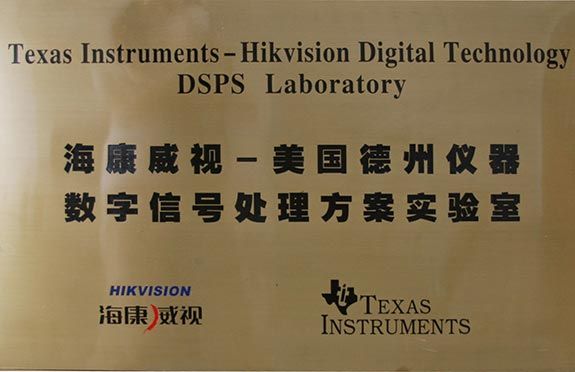 Texas Instruments-Hikvision Digital Technology
DSPS Laboratory
海康威视-美国德州仪器
数字信号处理方案实验室
HIKVISION
海康威视
TEXAS
INSTRUMENTS